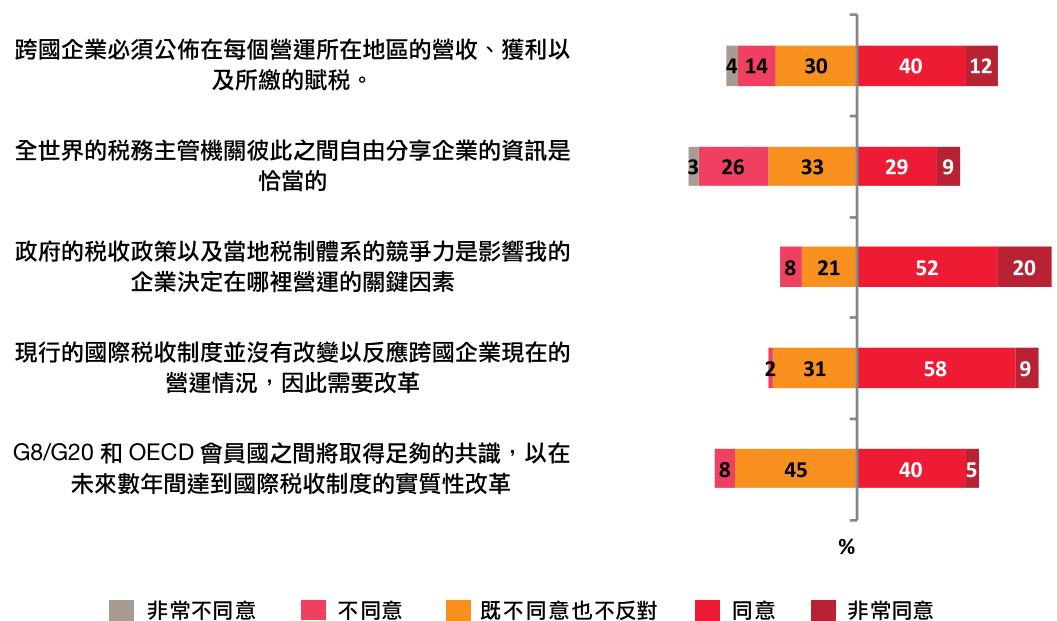 跨國企業必須公佈在每個營運所在地區的營收、獲利以
及所繳的賦稅。
4 14 30 40 12
全世界的稅務主管機關彼此之間自由分享企業的資訊是
恰當的
3 26 33 29 9
政府的稅收政策以及當地稅制體系的競爭力是影響我的
企業決定在哪裡營運的關鍵因素
8 21 52 20
現行的國際稅收制度並沒有改變以反應跨國企業現在的
營運情況，因此需要改革
2 31 58 9
G8/G20 和 OECD 會員國之間將取得足夠的共識，以在
未來數年間達到國際稅收制度的實質性改革
8 45 40 5
%
非常不同意 不同意 既不同意也不反對 同意 非常同意